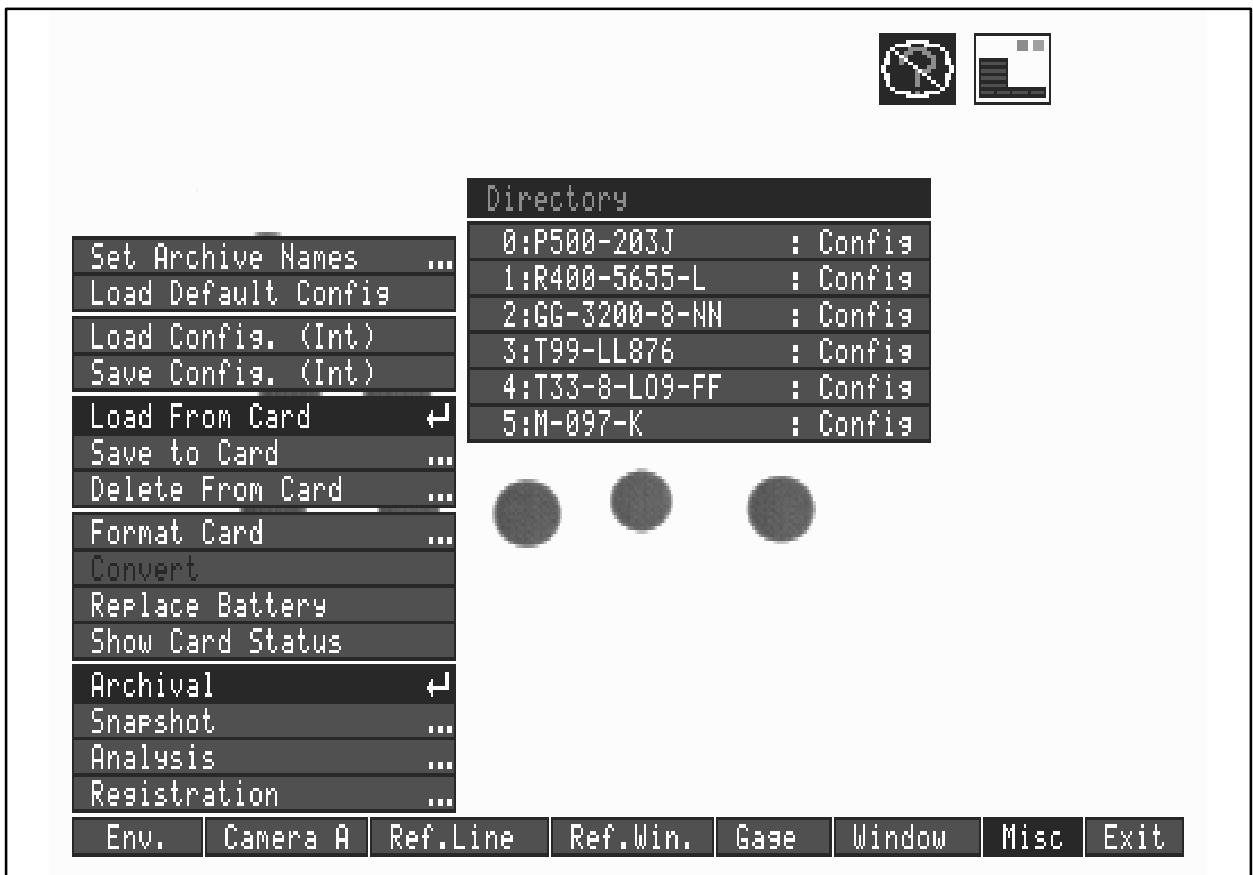 Directory
0:P500-203J : Config
1:R400-5655-L : Config
2:GG-3200-8-NN : Config
3:T99-LL876 : Config
4:T33-8-LO9-FF : Config
5:M-097-K : Config
Set Archive Names ...
Load Default Config
Load Config. (Int)
Save Config. (Int)
Load From Card ↵
Save to Card ...
Delete From Card ...
Format Card ...
Convert
Replace Battery
Show Card Status
Archival ↵
Snapshot ...
Analysis ...
Registration ...
Env. Camera A Ref.Line Ref.Win. Gage Window Misc Exit